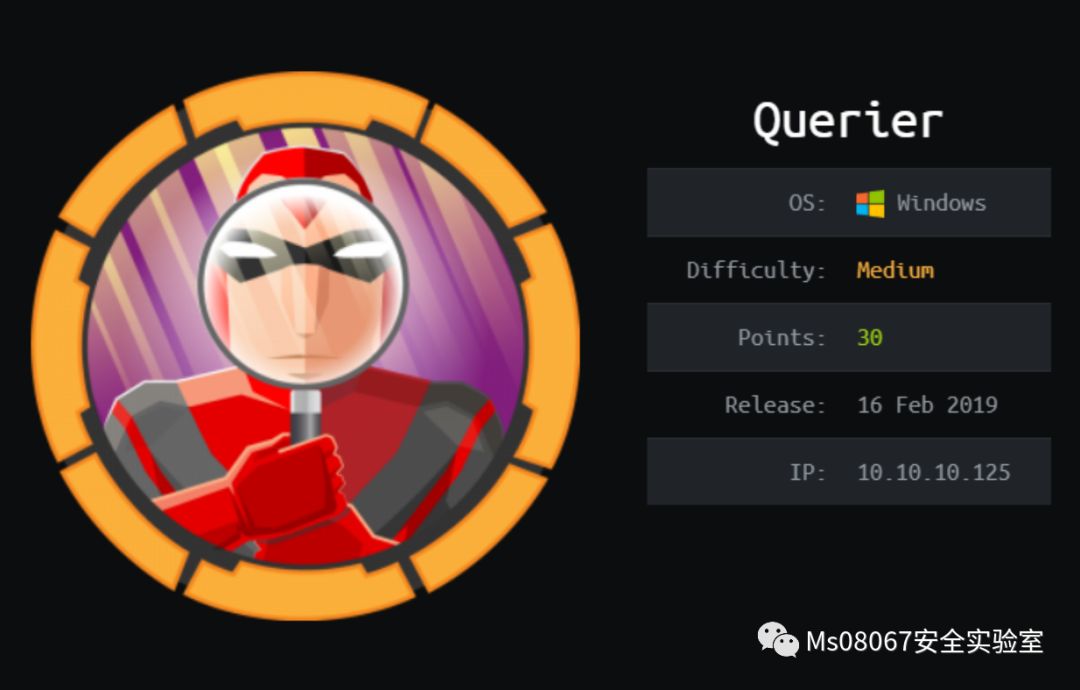 Querier
OS: Windows
Difficulty: Medium
Points: 30
Release: 16 Feb 2019
IP: 10.10.10.125
Ms08067安全实验室